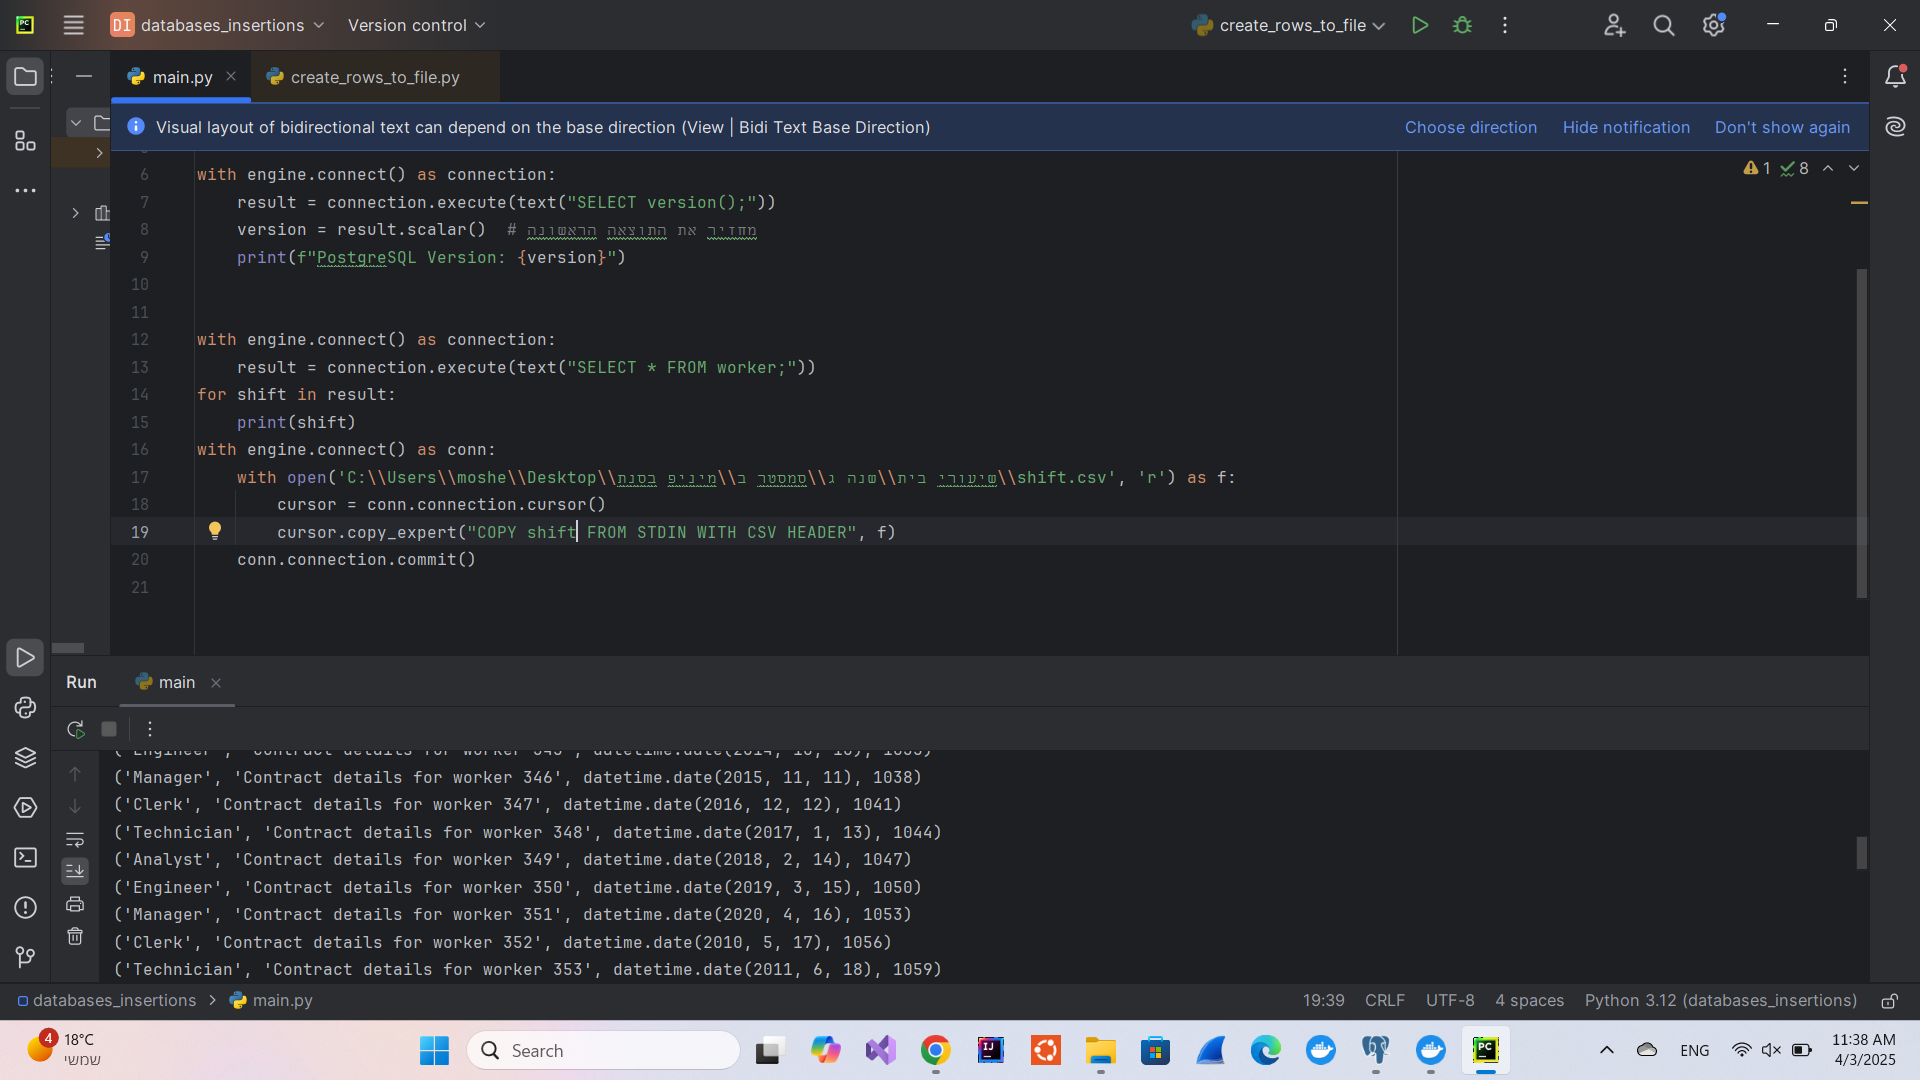 DI databases_insertions Version control create_rows_to_file
main.py create_rows_to_file.py
Visual layout of bidirectional text can depend on the base direction (View | Bidi Text Base Direction) Choose direction Hide notification Don't show again
1 8
6 with engine.connect() as connection:
7 result = connection.execute(text("SELECT version();"))
8 version = result.scalar() # מחזיר את התוצאה הראשונה
9 print(f"PostgreSQL Version: {version}")
10
11
12 with engine.connect() as connection:
13 result = connection.execute(text("SELECT * FROM worker;"))
14 for shift in result:
15 print(shift)
16 with engine.connect() as conn:
17 with open('C:\\Users\\moshe\\Desktop\\שיעורי בית\\שנה ג\\סמסטר ב\\מיניפ בסנת\\shift.csv', 'r') as f:
18 cursor = conn.connection.cursor()
19 cursor.copy_expert("COPY shift FROM STDIN WITH CSV HEADER", f)
20 conn.connection.commit()
21
Run main
('Manager', 'Contract details for worker 346', datetime.date(2015, 11, 11), 1038)
('Clerk', 'Contract details for worker 347', datetime.date(2016, 12, 12), 1041)
('Technician', 'Contract details for worker 348', datetime.date(2017, 1, 13), 1044)
('Analyst', 'Contract details for worker 349', datetime.date(2018, 2, 14), 1047)
('Engineer', 'Contract details for worker 350', datetime.date(2019, 3, 15), 1050)
('Manager', 'Contract details for worker 351', datetime.date(2020, 4, 16), 1053)
('Clerk', 'Contract details for worker 352', datetime.date(2010, 5, 17), 1056)
('Technician', 'Contract details for worker 353', datetime.date(2011, 6, 18), 1059)
databases_insertions > main.py 19:39 CRLF UTF-8 4 spaces Python 3.12 (databases_insertions)
4 18°C
שמשי
Search
ENG
11:38 AM
4/3/2025